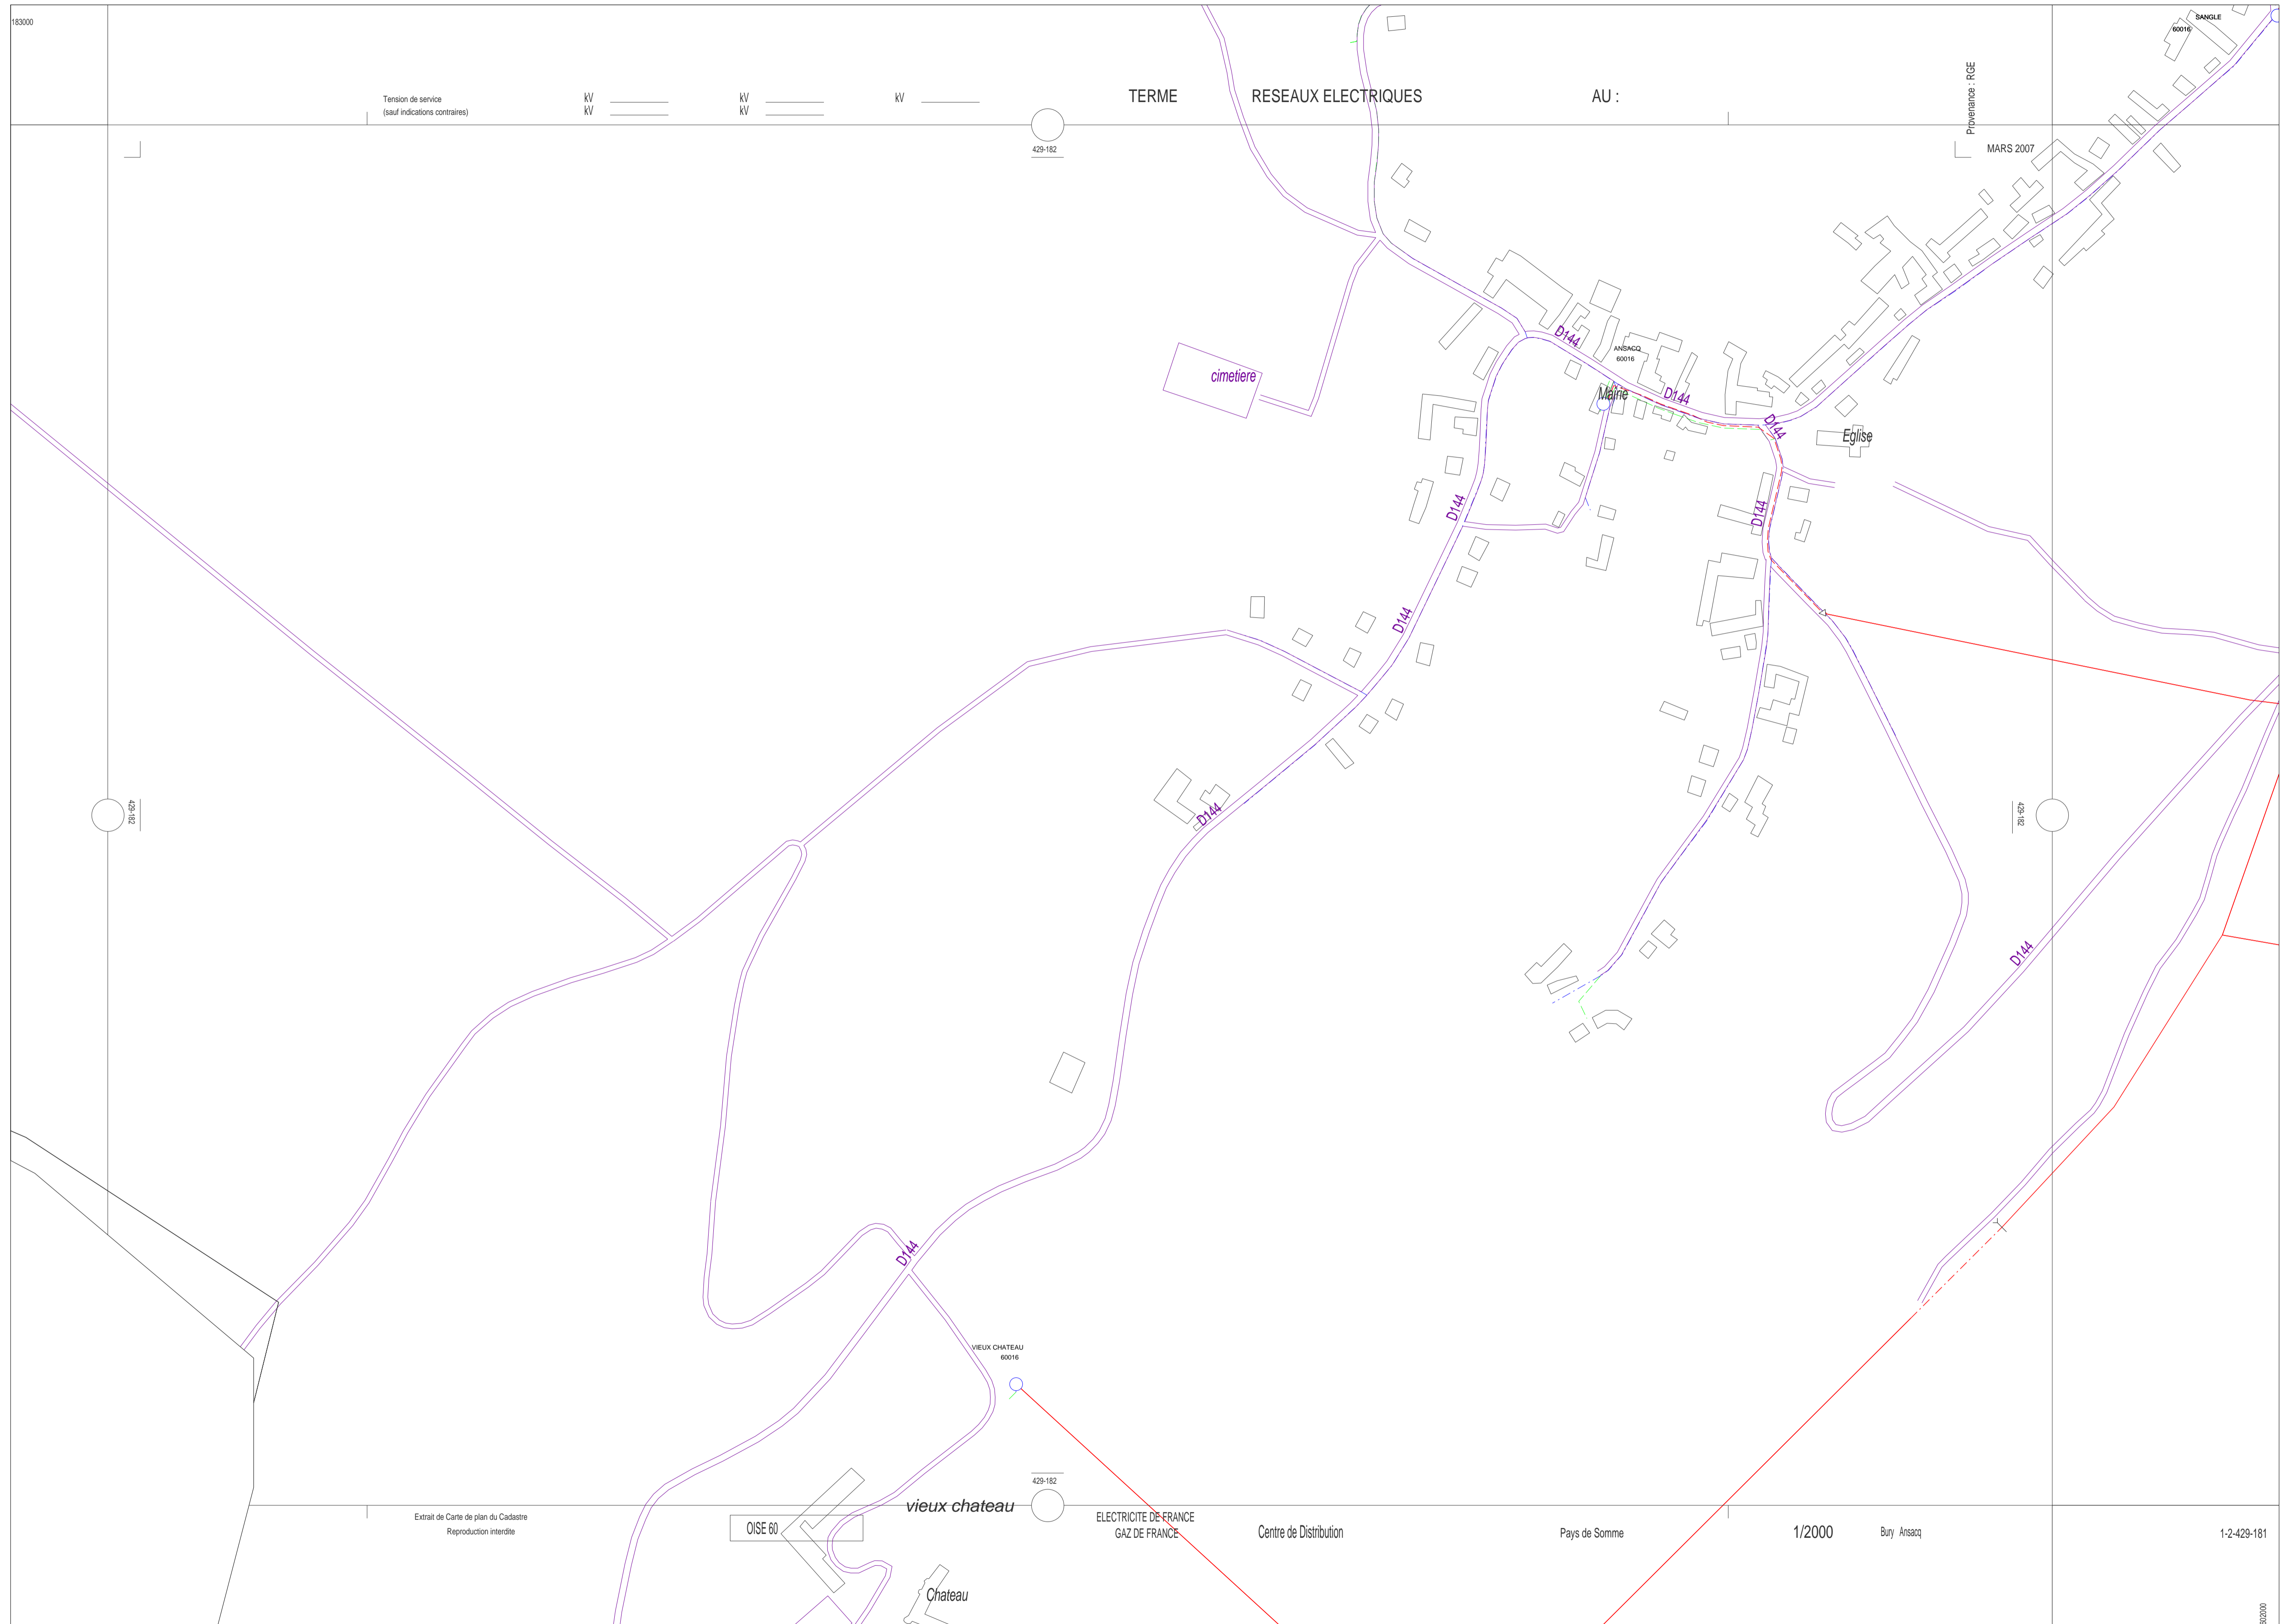 183000
SANGLE
60016
Provenance : RGE
Tension de service
(sauf indications contraires)
kV
kV
kV
kV
kV
TERME
RESEAUX ELECTRIQUES
AU :
429-182
MARS 2007
D144
ANSACQ
60016
cimetiere
Mairie
D144
D144
Eglise
D144
D144
D144
D144
429-182
429-182
D144
D144
VIEUX CHATEAU
60016
429-182
vieux chateau
Extrait de Carte de plan du Cadastre
Reproduction interdite
OISE 60
ELECTRICITE DE FRANCE
GAZ DE FRANCE
Centre de Distribution
Pays de Somme
1/2000
Bury Ansacq
1-2-429-181
Chateau
602000